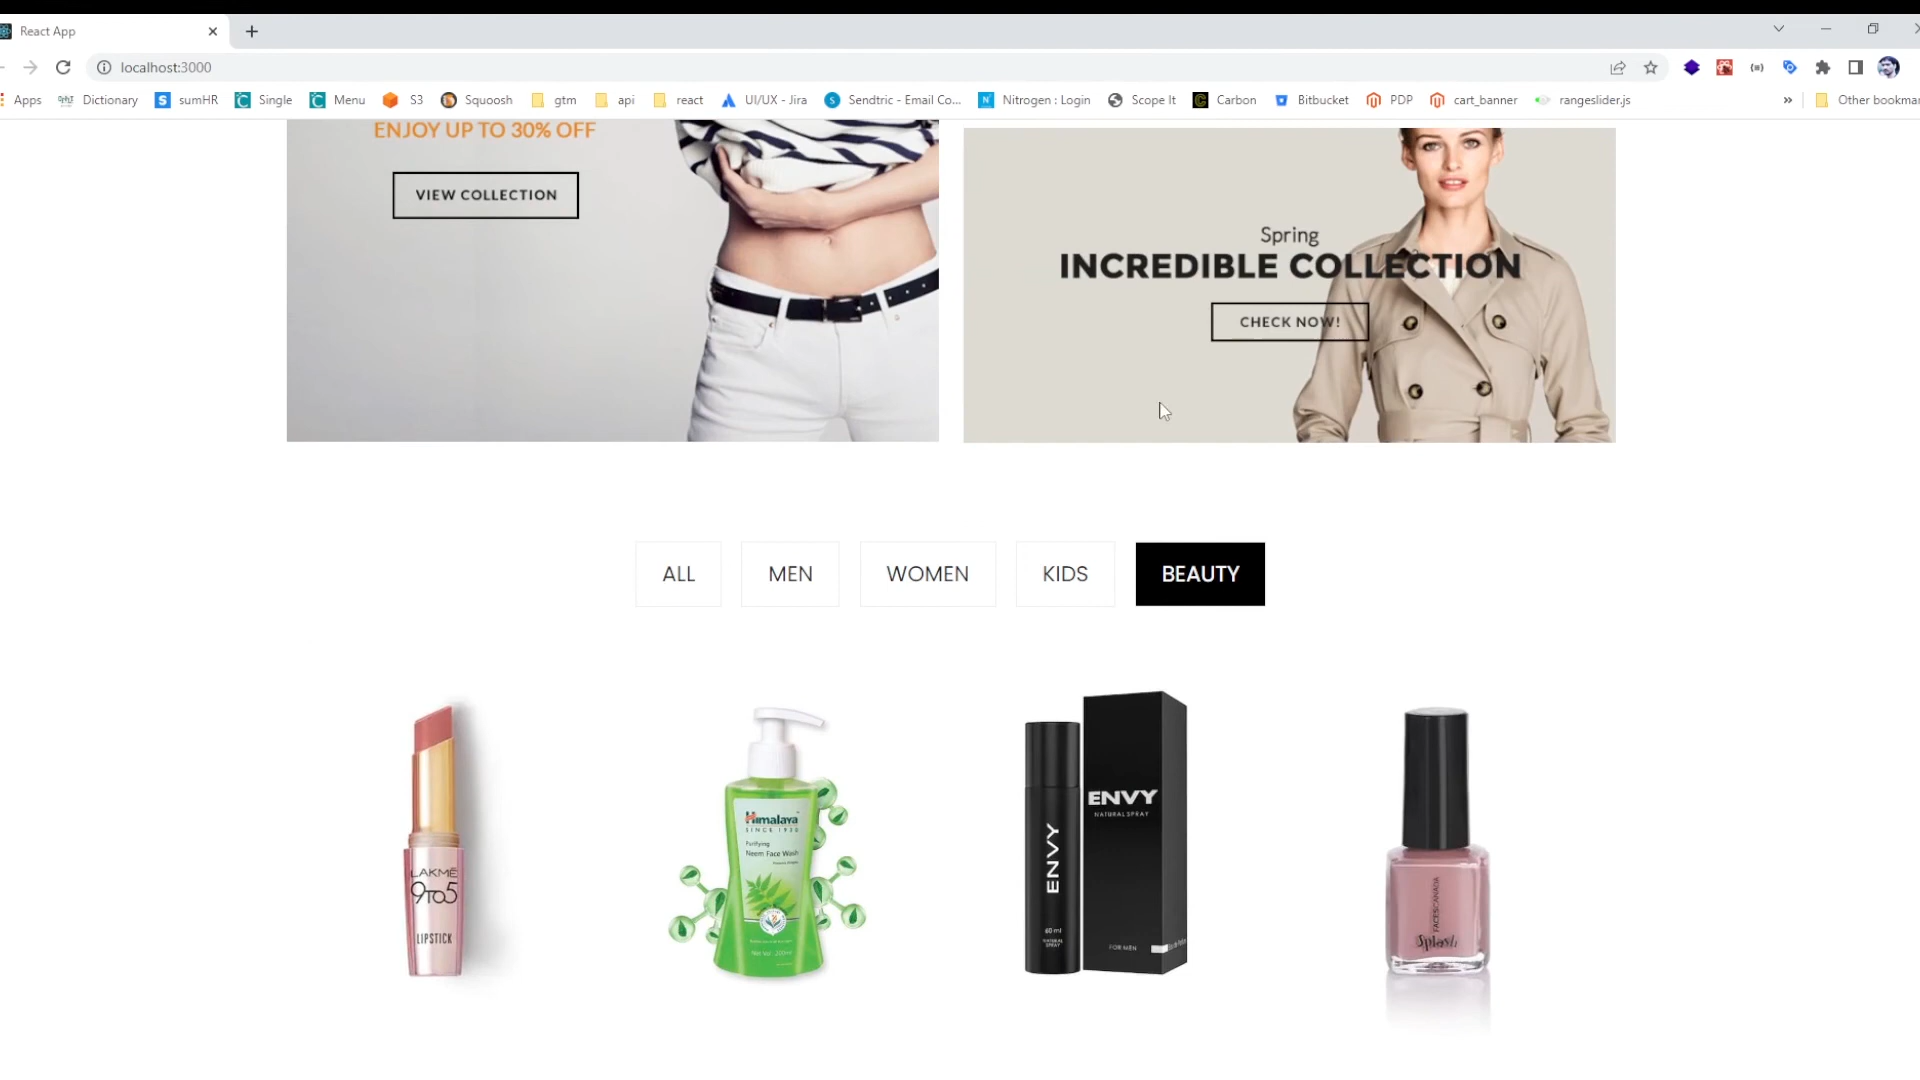 React App
localhost:3000
Apps Dictionary sumHR Single Menu S3 Squoosh gtm api react UI/UX - Jira Sendtric - Email Co... Nitrogen : Login Scope It Carbon Bitbucket PDP cart_banner rangeslider.js » Other bookmar
ENJOY UP TO 30% OFF
VIEW COLLECTION
Spring
INCREDIBLE COLLECTION
CHECK NOW!
ALL MEN WOMEN KIDS BEAUTY
LAKMÉ
9TO5
LIPSTICK
Himalaya
SINCE 1930
Purifying
Neem Face Wash
ENVY
60 ml
NATURAL
SPRAY
ENVY
NATURAL SPRAY
FOR MEN
FACESCANADA
Splash